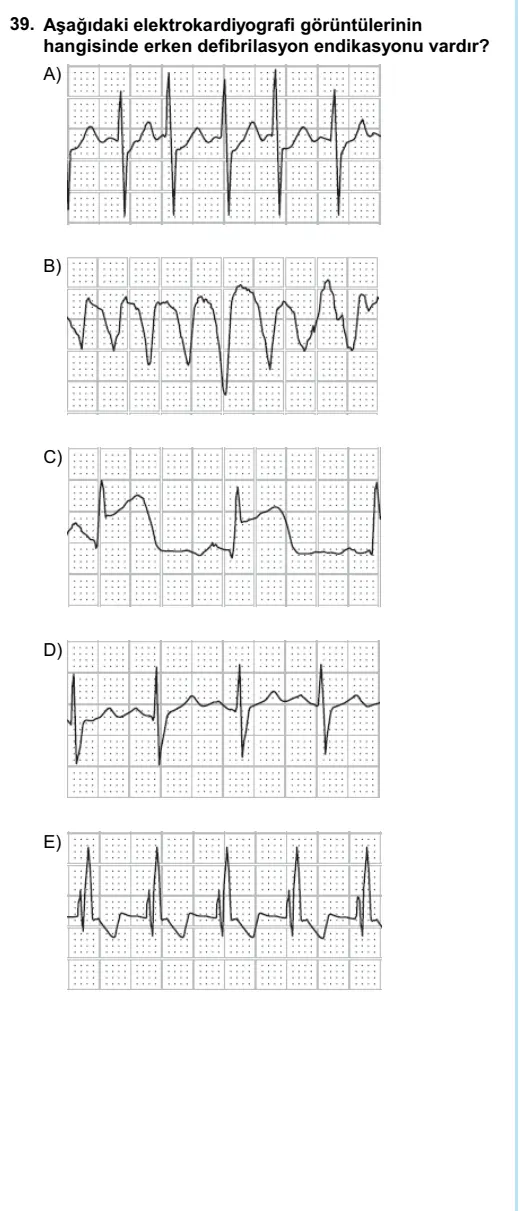 39. Aşağıdaki elektrokardiyografi görüntülerinin
hangisinde erken defibrilasyon endikasyonu vardır?
A)
B)
C)
D)
E)